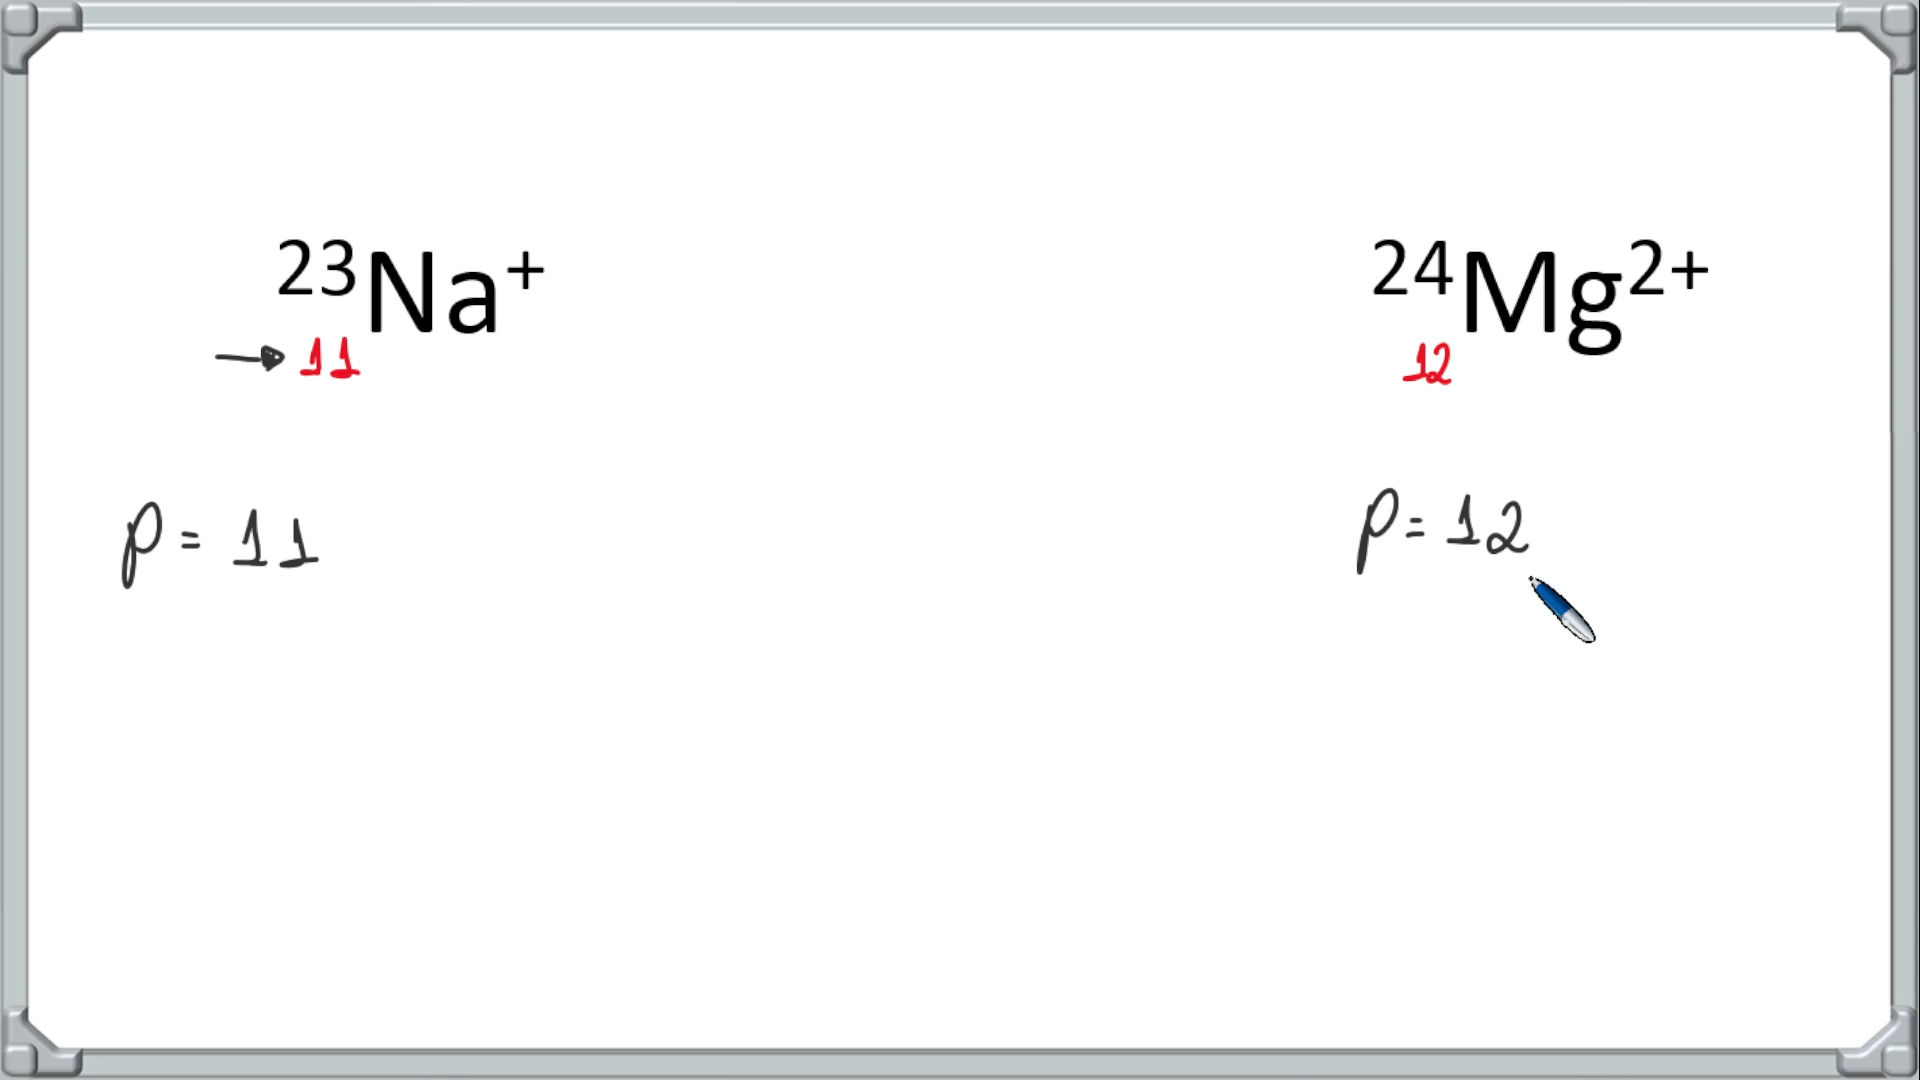 ²³Na⁺
11
p = 11
²⁴Mg²⁺
12
p = 12